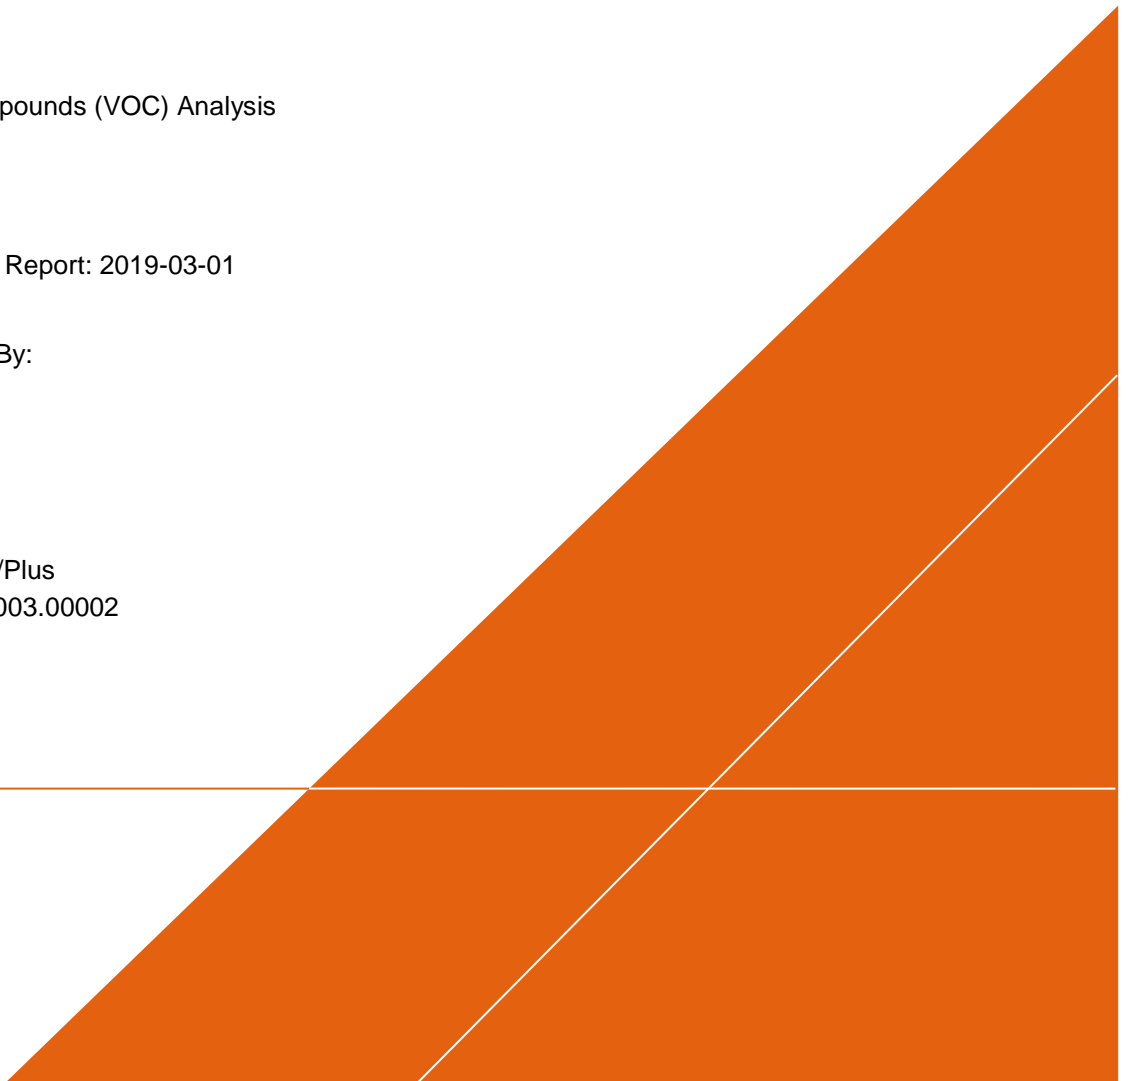 pounds (VOC) Analysis
Report: 2019-03-01
By:
/Plus
003.00002